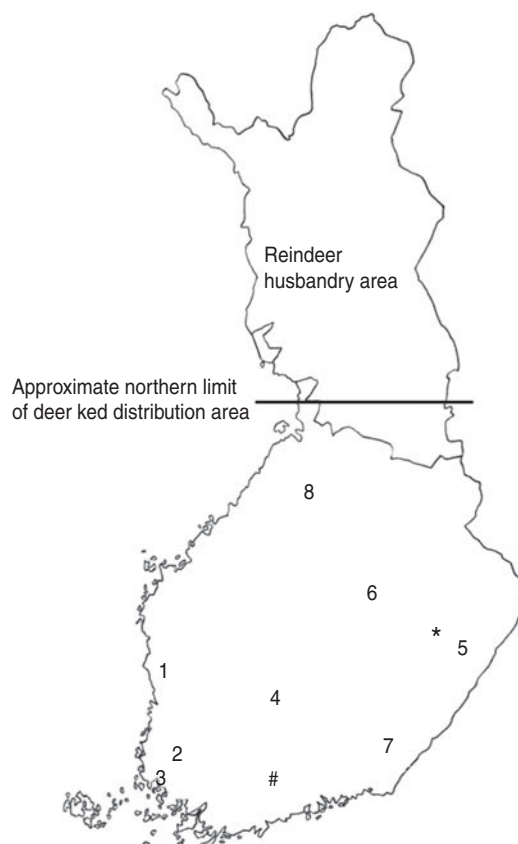 Reindeer
husbandry area
Approximate northern limit
of deer ked distribution area
8
6
*
5
1
4
7
2
3
#